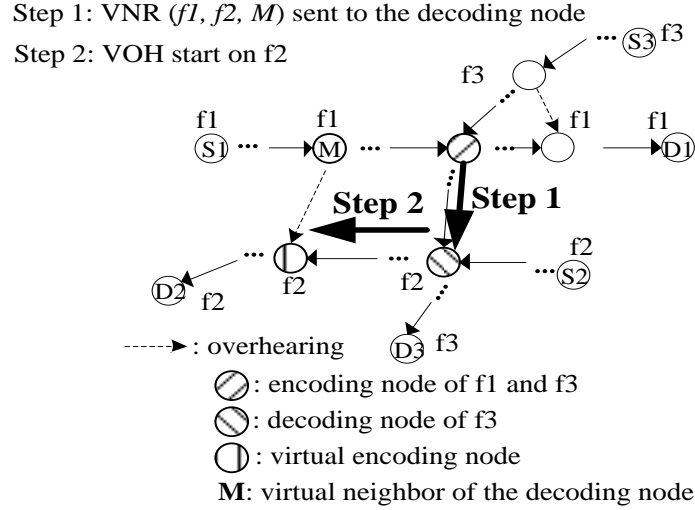 Step 1: VNR (f1, f2, M) sent to the decoding node
Step 2: VOH start on f2
... S3 f3
f3
f1 f1 f1 f1
S1 ... M ... ... D1
...
Step 2 Step 1
f2
... ... ... S2
D2 f2 f2 f2
...
D3 f3
: overhearing
: encoding node of f1 and f3
: decoding node of f3
: virtual encoding node
M: virtual neighbor of the decoding node